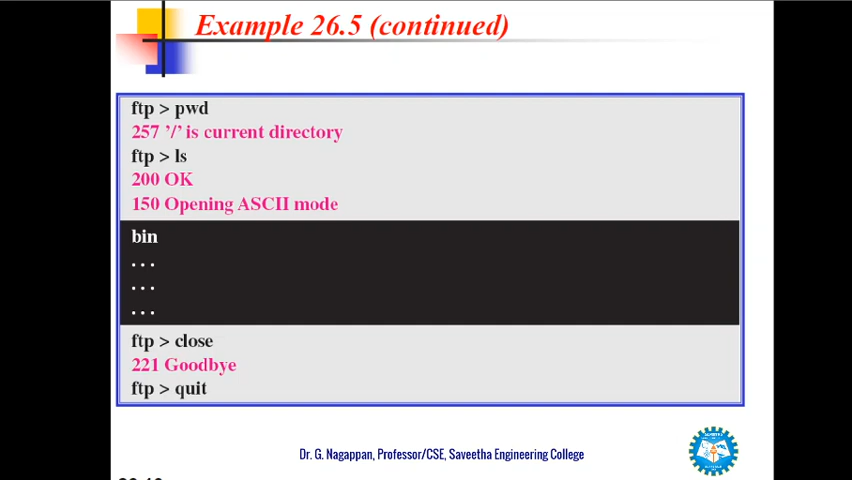 Example 26.5 (continued)
ftp > pwd
257 '/' is current directory
ftp > ls
200 OK
150 Opening ASCII mode
bin
. . .
. . .
. . .
ftp > close
221 Goodbye
ftp > quit
Dr. G. Nagappan, Professor/CSE, Saveetha Engineering College